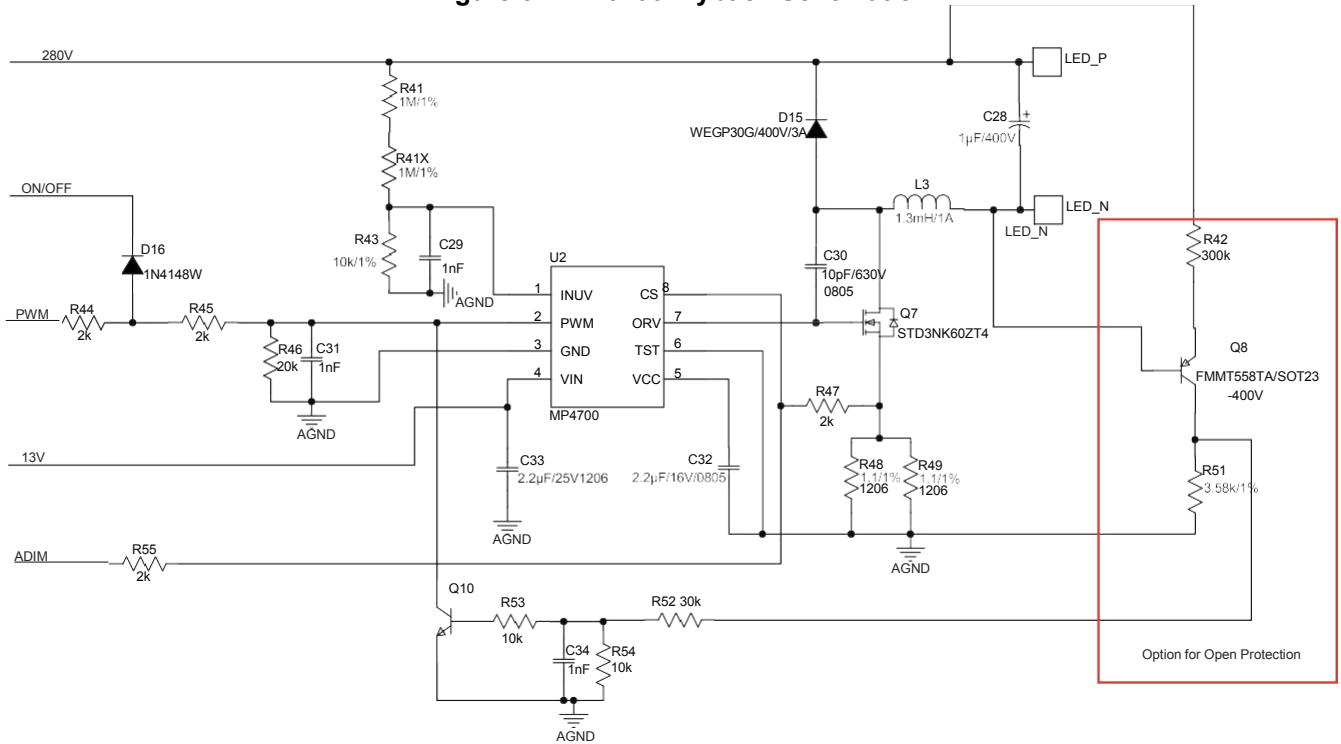 280V
LED_P
R41
1M/1%
D15
WEGP30G/400V/3A
C28
+
1µF/400V
R41X
1M/1%
ON/OFF
L3
1.3mH/1A
LED_N
LED_N
R43
10k/1%
C29
1nF
AGND
D16
1N4148W
C30
10pF/630V
0805
R42
300k
U2
1 INUV
2 PWM
3 GND
4 VIN
CS 8
ORV 7
TST 6
VCC 5
MP4700
PWM
R44
2k
R45
2k
R46
20k
C31
1nF
AGND
Q7
STD3NK60ZT4
Q8
FMMT558TA/SOT23
-400V
R47
2k
13V
C33
2.2µF/25V1206
AGND
C32
2.2µF/16V/0805
R48
1.1/1%
1206
R49
1.1/1%
1206
AGND
R51
3.58k/1%
ADIM
R55
2k
Q10
R53
10k
R52 30k
C34
1nF
R54
10k
AGND
Option for Open Protection